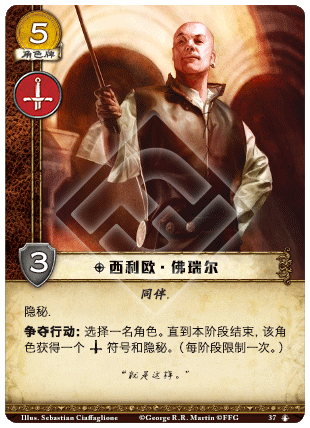 5
角色牌
3
西利欧·佛瑞尔
同伴.
隐秘.
争夺行动: 选择一名角色。直到本阶段结束, 该角
色获得一个 符号和隐秘。(每阶段限制一次。)
“就是这样。”
Illus. Sebastian Ciaffaglione ©George R.R. Martin ©FFG 37